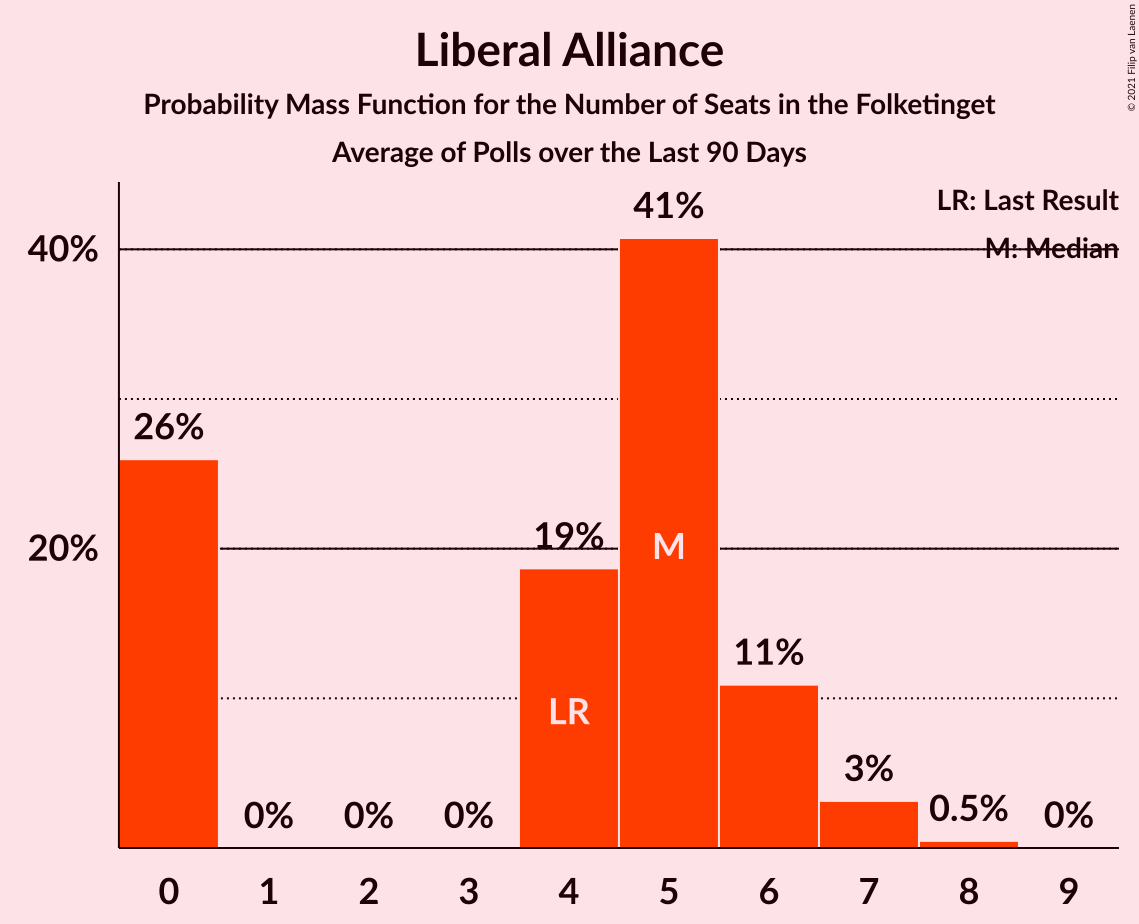 Liberal Alliance
Probability Mass Function for the Number of Seats in the Folketinget
Average of Polls over the Last 90 Days
© 2021 Filip van Laenen
LR: Last Result
M: Median
40%
20%
26%
0%
0%
0%
19%
41%
11%
3%
0.5%
0%
LR
M
0 1 2 3 4 5 6 7 8 9